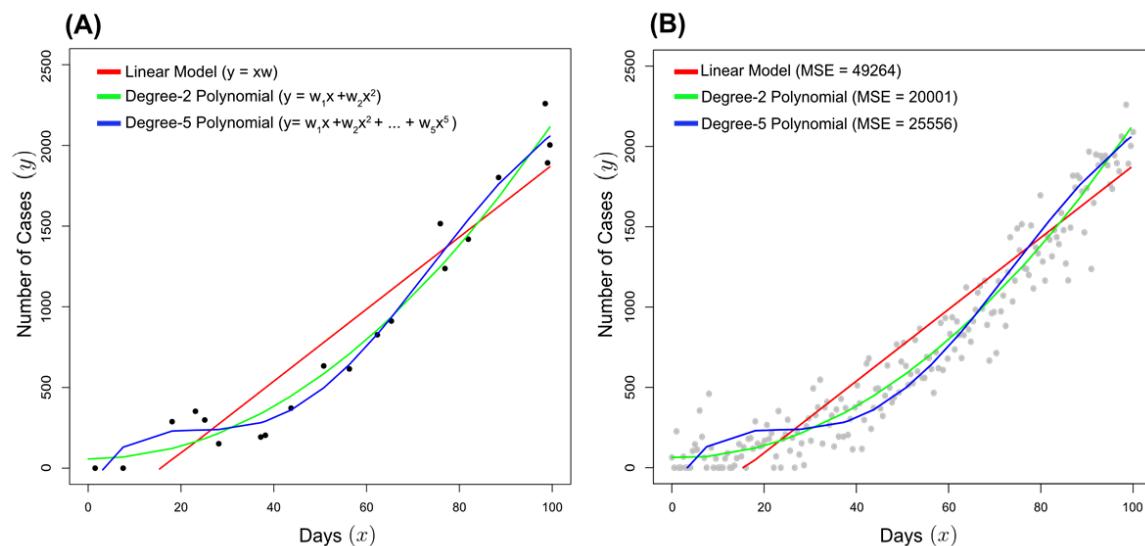 (A)
Linear Model (y = xw)
Degree-2 Polynomial (y = w₁x +w₂x²)
Degree-5 Polynomial (y= w₁x +w₂x² + ... + w₅x⁵)
Number of Cases (y)
2500
2000
1500
1000
500
0
0 20 40 60 80 100
Days (x)
(B)
Linear Model (MSE = 49264)
Degree-2 Polynomial (MSE = 20001)
Degree-5 Polynomial (MSE = 25556)
Number of Cases (y)
2500
2000
1500
1000
500
0
0 20 40 60 80 100
Days (x)